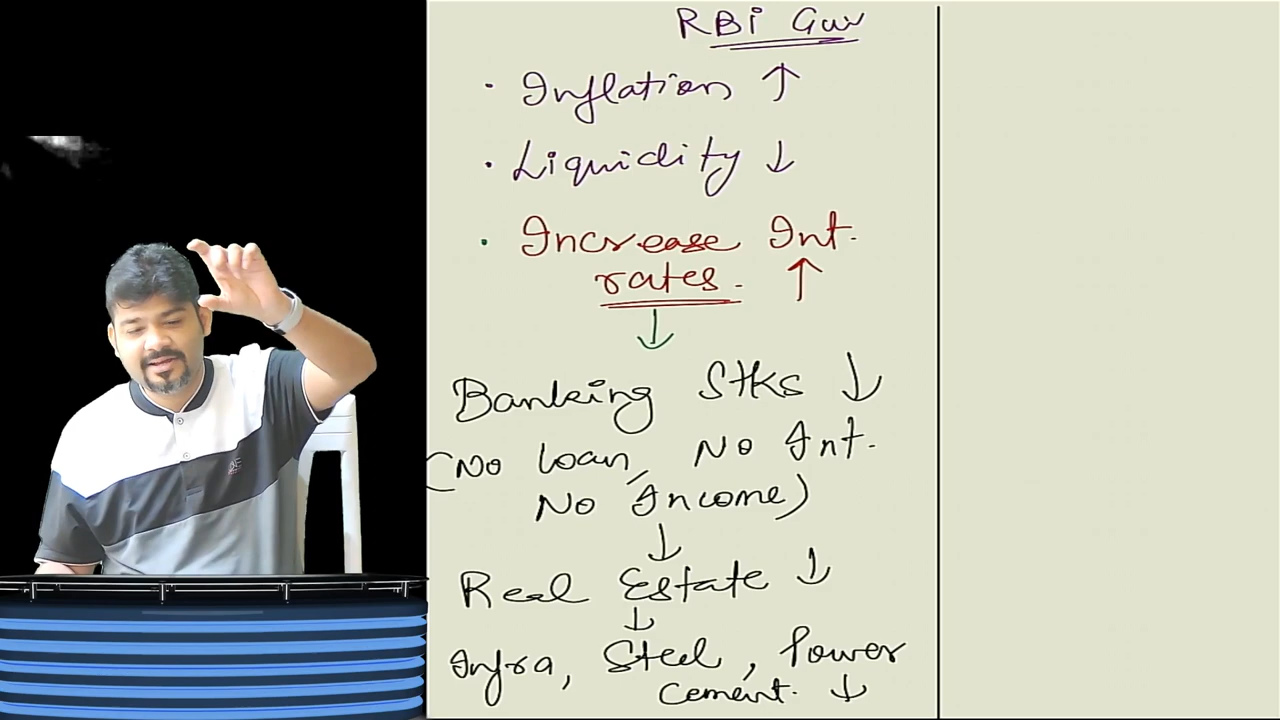 RBi Guv
· Inflation ↑
· Liquidity ↓
· Increase Int.
rates. ↑
↓
Banking Stks ↓
(No loan, No Int.
No Income)
↓
Real Estate ↓
↓
Infra, Steel, Power
cement. ↓